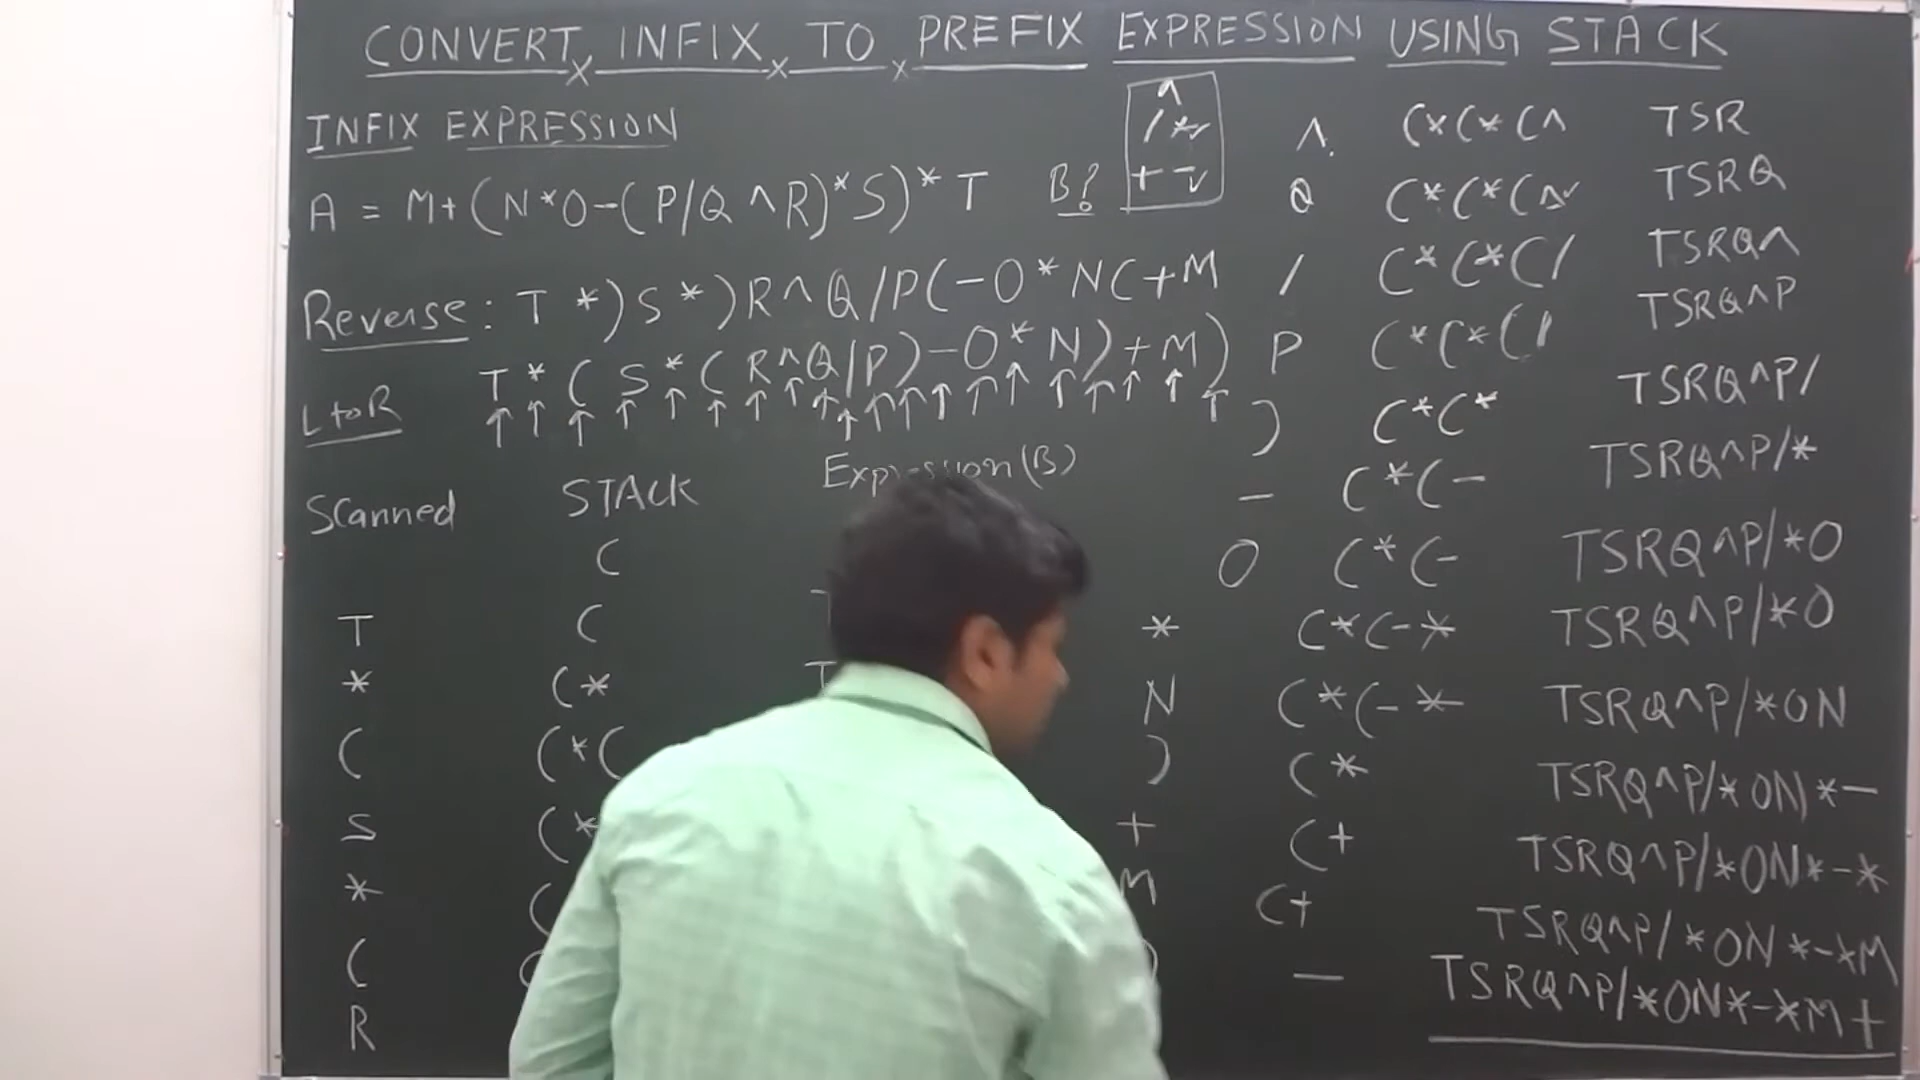 CONVERT INFIX TO PREFIX EXPRESSION USING STACK
INFIX EXPRESSION
A = M+(N*O-(P/Q^R)*S)*T B?
^
/ *
+ -
Reverse: T *)S*)R^Q/P(-O*N(+M
T * ( S * ( R^Q/P)-O*N)+M)
L to R
Scanned STACK Expression(B)
(
T (
* (* T
( (*(
S (*
* (
(
R
^ (*(*(^ TSR
Q (*(*(^ TSRQ
/ (*(*(/ TSRQ^
P (*(*(/ TSRQ^P
) (*(* TSRQ^P/
- (*(- TSRQ^P/*
O (*(- TSRQ^P/*O
* (*(-* TSRQ^P/*O
N (*(-* TSRQ^P/*ON
) (* TSRQ^P/*ON*-
+ (+ TSRQ^P/*ON*-*
M (+ TSRQ^P/*ON*-*M
) — TSRQ^P/*ON*-*M+